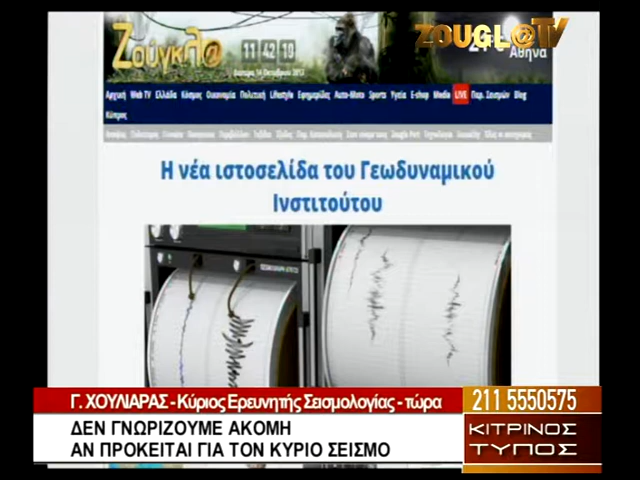 Ζούγκλ@
11 42 19
ZOUGL@TV
Αθήνα
Αρχική Web TV Ελλάδα Κόσμος Οικονομία Πολιτική Lifestyle Εφημερίδες Auto-Moto Sports Υγεία E-shop Media LIVE Παρ. Σεισμών Blog
Κύπρος
Η νέα ιστοσελίδα του Γεωδυναμικού
Ινστιτούτου
Γ. ΧΟΥΛΙΑΡΑΣ - Κύριος Ερευνητής Σεισμολογίας - τώρα
211 5550575
ΔΕΝ ΓΝΩΡΙΖΟΥΜΕ ΑΚΟΜΗ
ΑΝ ΠΡΟΚΕΙΤΑΙ ΓΙΑ ΤΟΝ ΚΥΡΙΟ ΣΕΙΣΜΟ
ΚΙΤΡΙΝΟΣ
ΤΥΠΟΣ